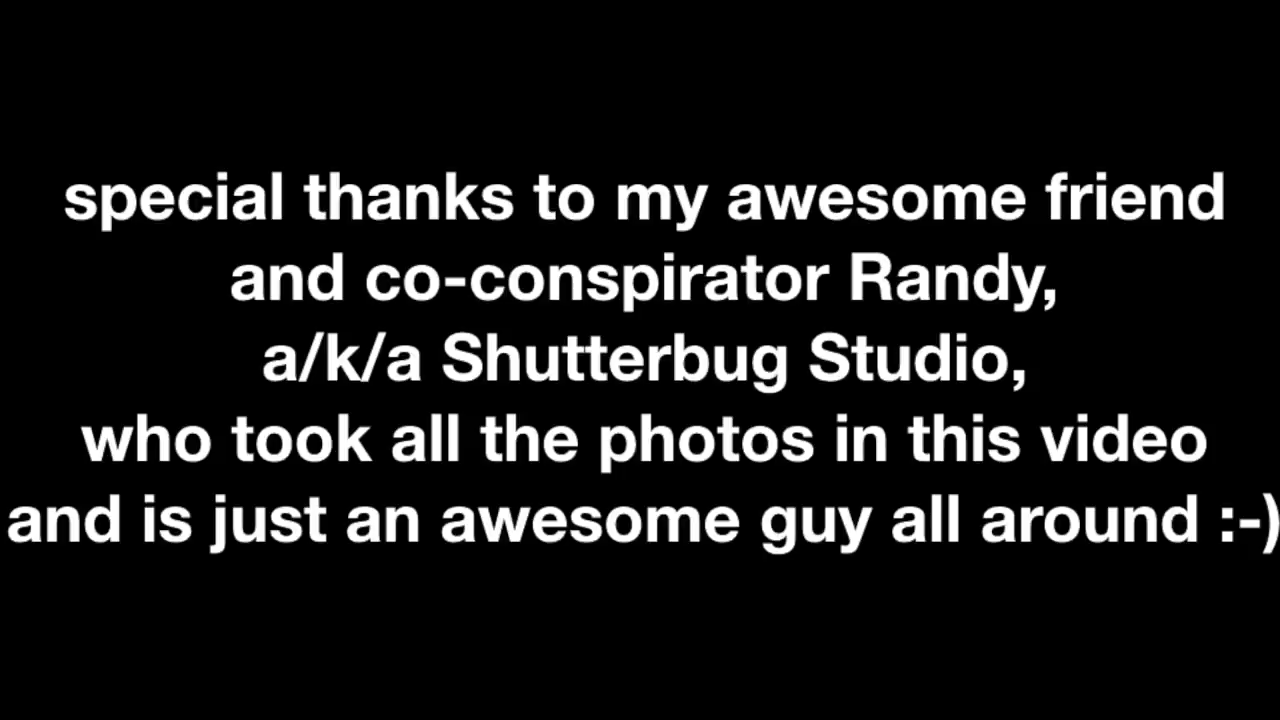 special thanks to my awesome friend
and co-conspirator Randy,
a/k/a Shutterbug Studio,
who took all the photos in this video
and is just an awesome guy all around :-)